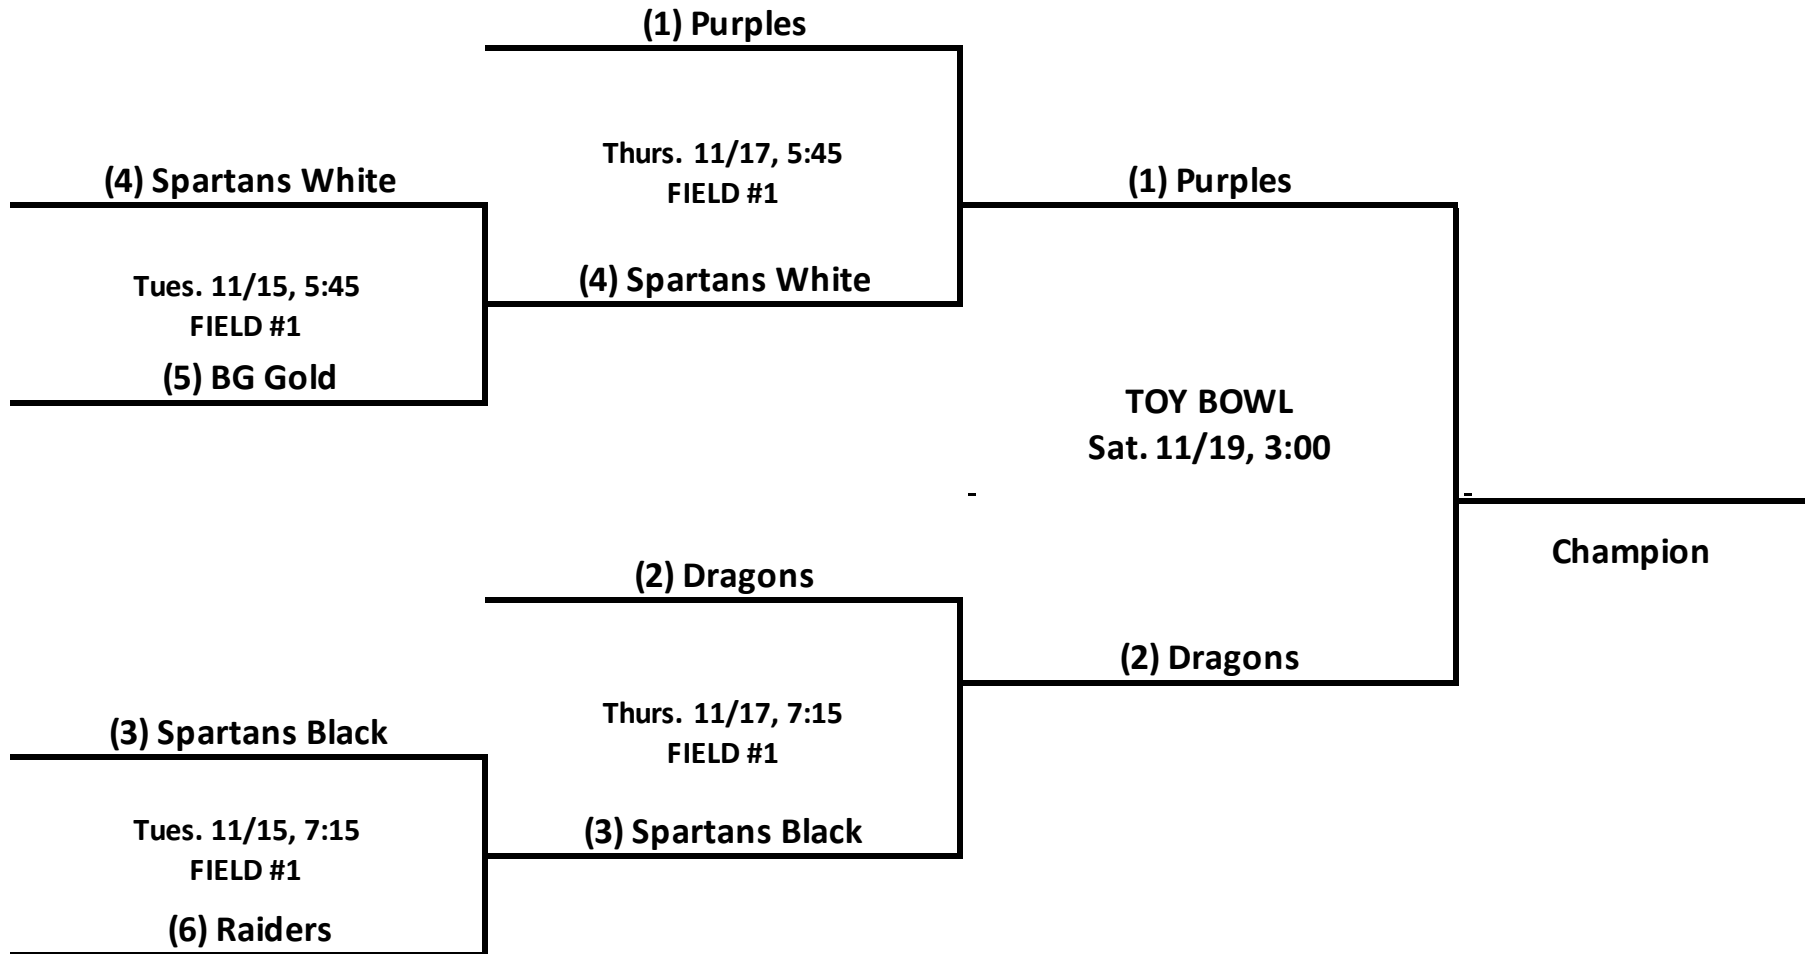 (1) Purples
Thurs. 11/17, 5:45
FIELD #1
(4) Spartans White
(1) Purples
Tues. 11/15, 5:45
FIELD #1
(4) Spartans White
(5) BG Gold
TOY BOWL
Sat. 11/19, 3:00
-
-
Champion
(2) Dragons
(2) Dragons
Thurs. 11/17, 7:15
FIELD #1
(3) Spartans Black
Tues. 11/15, 7:15
FIELD #1
(3) Spartans Black
(6) Raiders